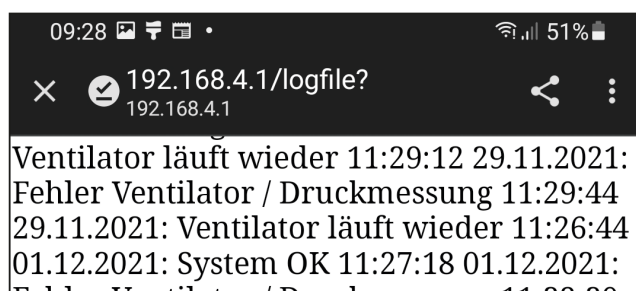 09:28 51%
192.168.4.1/logfile?
192.168.4.1
Ventilator läuft wieder 11:29:12 29.11.2021:
Fehler Ventilator / Druckmessung 11:29:44
29.11.2021: Ventilator läuft wieder 11:26:44
01.12.2021: System OK 11:27:18 01.12.2021: